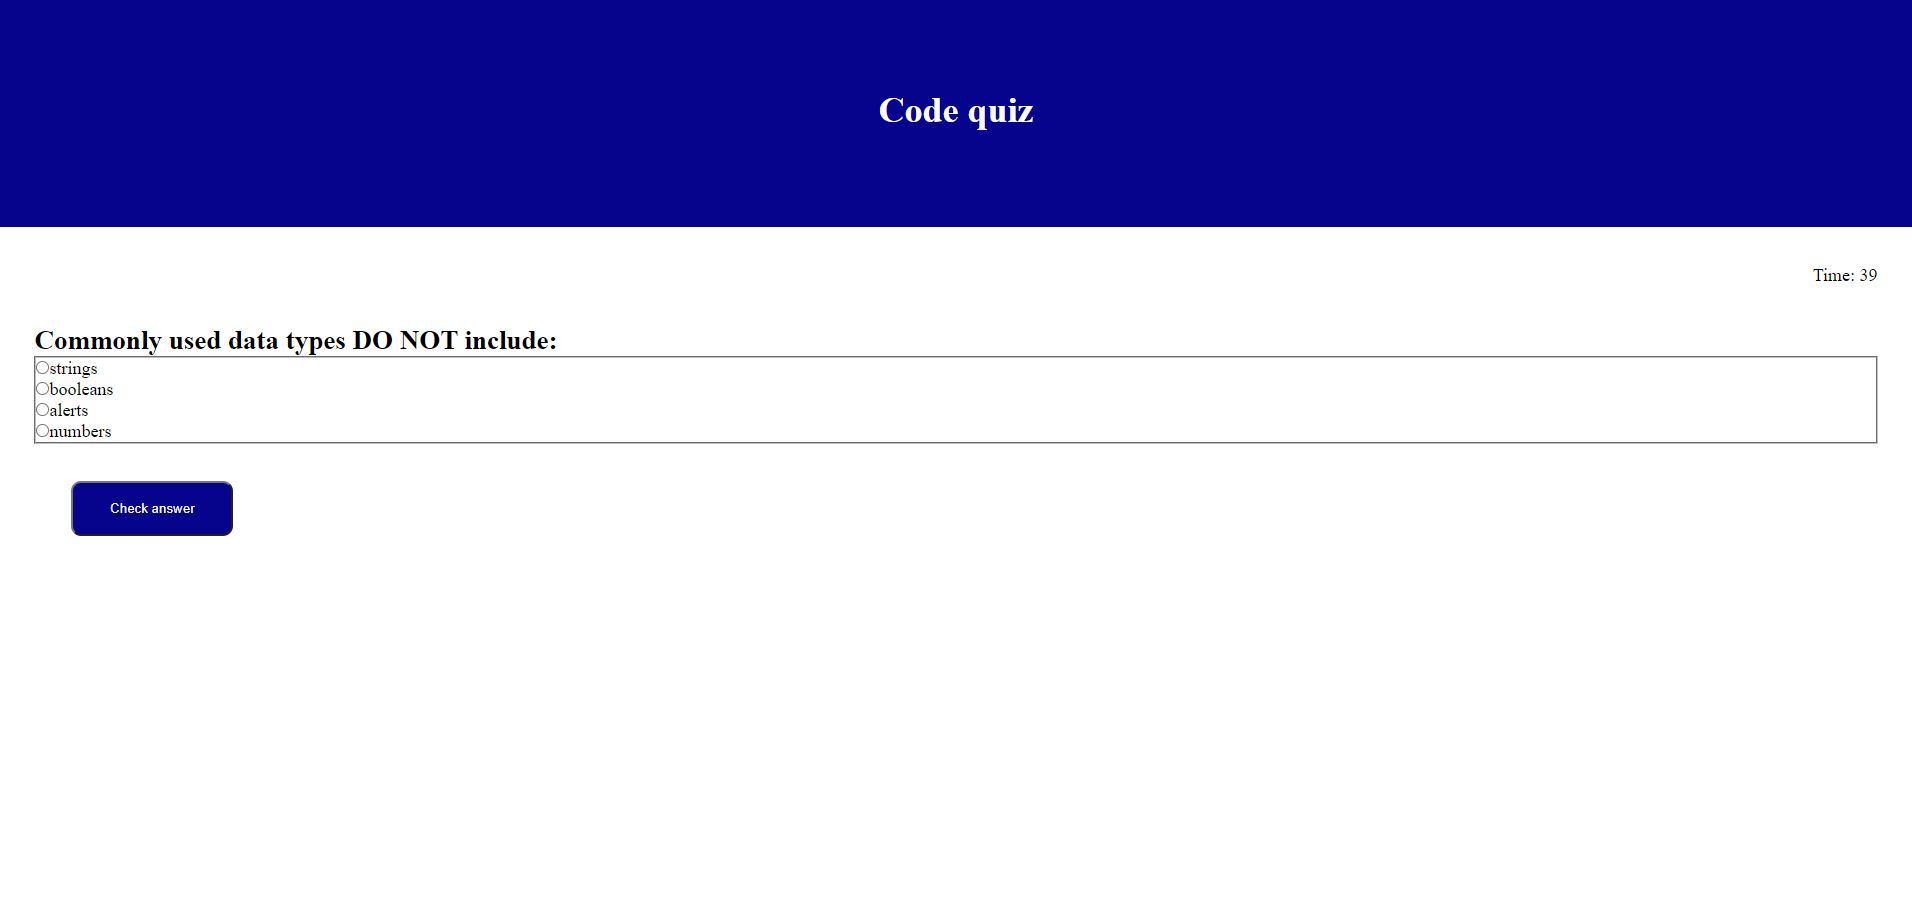 Code quiz
Time: 39
Commonly used data types DO NOT include:
strings
booleans
alerts
numbers
Check answer